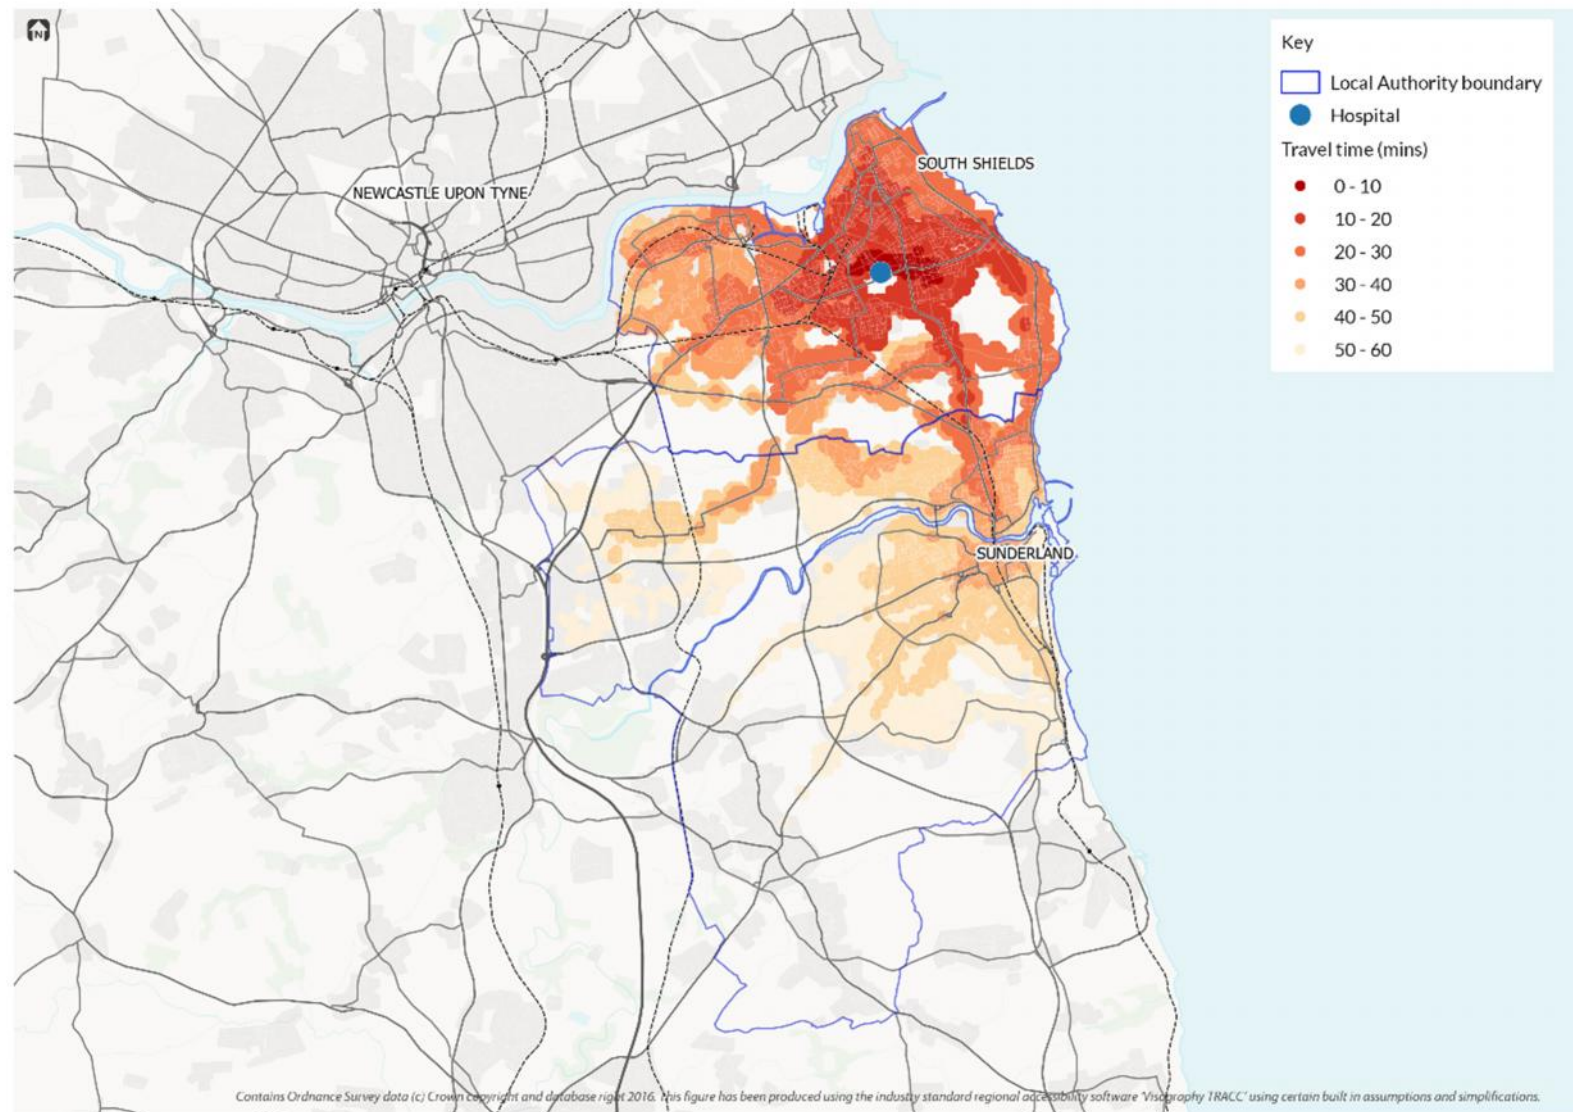 N
Key
Local Authority boundary
Hospital
Travel time (mins)
0 - 10
10 - 20
20 - 30
30 - 40
40 - 50
50 - 60
SOUTH SHIELDS
NEWCASTLE UPON TYNE
SUNDERLAND
Contains Ordnance Survey data (c) Crown copyright and database right 2016. This figure has been produced using the industry standard regional accessibility software 'Visography TRACC' using certain built in assumptions and simplifications.